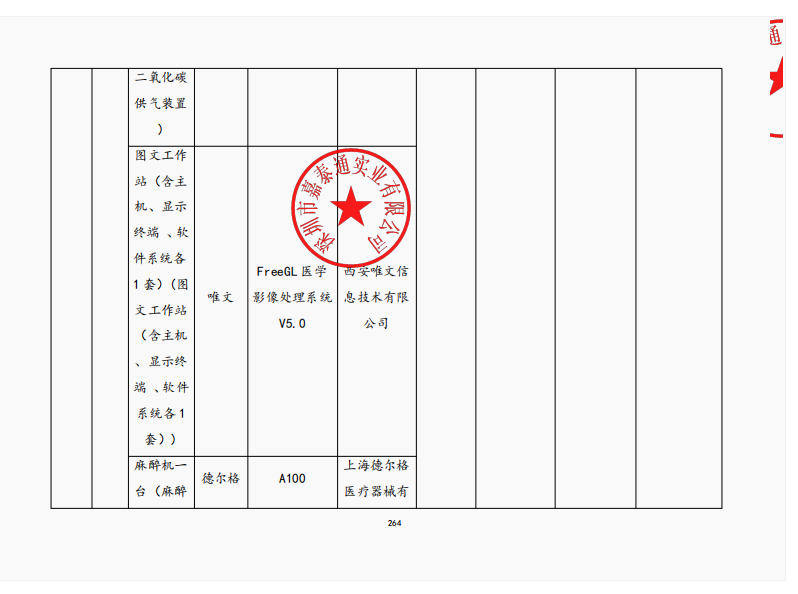 二氧化碳
供气装置
）
图文工作
站（含主
机、显示
终端 、软
件系统各
1 套）（图
文工作站
（含主机
、显示终
端 、软件
系统各 1
套））
唯文
FreeGL 医学
影像处理系统
V5.0
西安唯文信
息技术有限
公司
深圳市嘉泰通实业有限公司
麻醉机一
台（麻醉
德尔格
A100
上海德尔格
医疗器械有
264
通